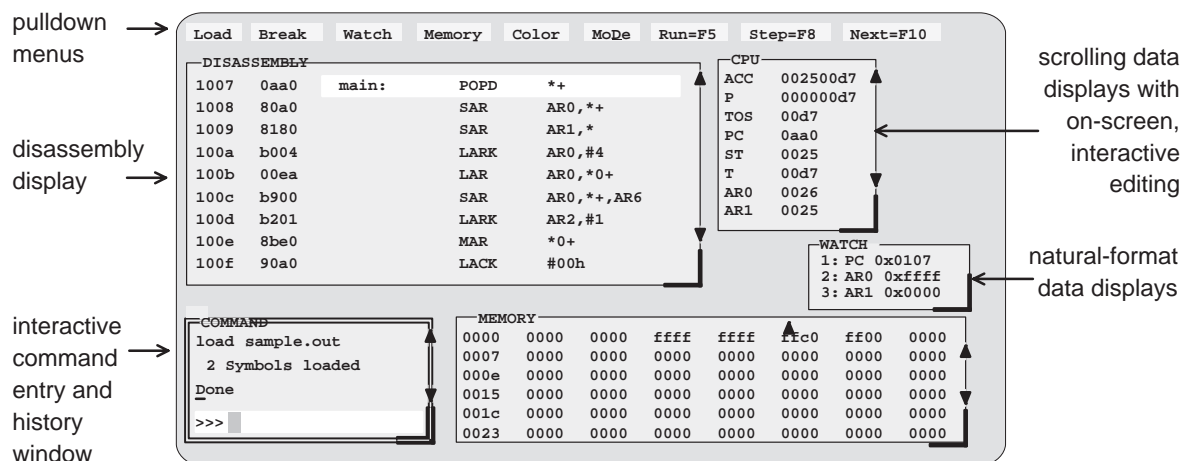 pulldown
menus
Load Break Watch Memory Color MoDe Run=F5 Step=F8 Next=F10
DISASSEMBLY
1007 0aa0 main: POPD *+
1008 80a0 SAR AR0,*+
1009 8180 SAR AR1,*
100a b004 LARK AR0,#4
100b 00ea LAR AR0,*0+
100c b900 SAR AR0,*+,AR6
100d b201 LARK AR2,#1
100e 8be0 MAR *0+
100f 90a0 LACK #00h
disassembly
display
CPU
ACC 002500d7
P 000000d7
TOS 00d7
PC 0aa0
ST 0025
T 00d7
AR0 0026
AR1 0025
scrolling data
displays with
on-screen,
interactive
editing
WATCH
1: PC 0x0107
2: AR0 0xffff
3: AR1 0x0000
natural-format
data displays
interactive
command
entry and
history
window
COMMAND
load sample.out
2 Symbols loaded
Done
>>>
MEMORY
0000 0000 0000 ffff ffff ffc0 ff00 0000
0007 0000 0000 0000 0000 0000 0000 0000
000e 0000 0000 0000 0000 0000 0000 0000
0015 0000 0000 0000 0000 0000 0000 0000
001c 0000 0000 0000 0000 0000 0000 0000
0023 0000 0000 0000 0000 0000 0000 0000